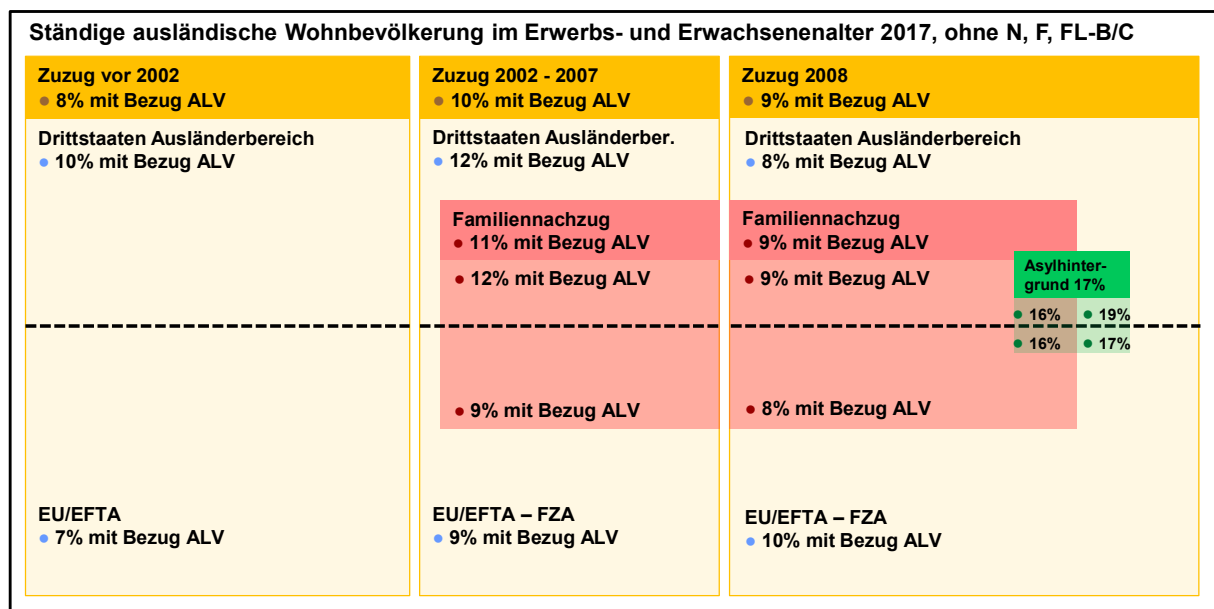 Ständige ausländische Wohnbevölkerung im Erwerbs- und Erwachsenenalter 2017, ohne N, F, FL-B/C
Zuzug vor 2002
● 8% mit Bezug ALV
Drittstaaten Ausländerbereich
● 10% mit Bezug ALV
EU/EFTA
● 7% mit Bezug ALV
Zuzug 2002 - 2007
● 10% mit Bezug ALV
Drittstaaten Ausländerber.
● 12% mit Bezug ALV
Familiennachzug
● 11% mit Bezug ALV
● 12% mit Bezug ALV
● 9% mit Bezug ALV
EU/EFTA – FZA
● 9% mit Bezug ALV
Zuzug 2008
● 9% mit Bezug ALV
Drittstaaten Ausländerbereich
● 8% mit Bezug ALV
Familiennachzug
● 9% mit Bezug ALV
● 9% mit Bezug ALV
Asylhinter-
grund 17%
● 16% ● 19%
● 16% ● 17%
● 8% mit Bezug ALV
EU/EFTA – FZA
● 10% mit Bezug ALV